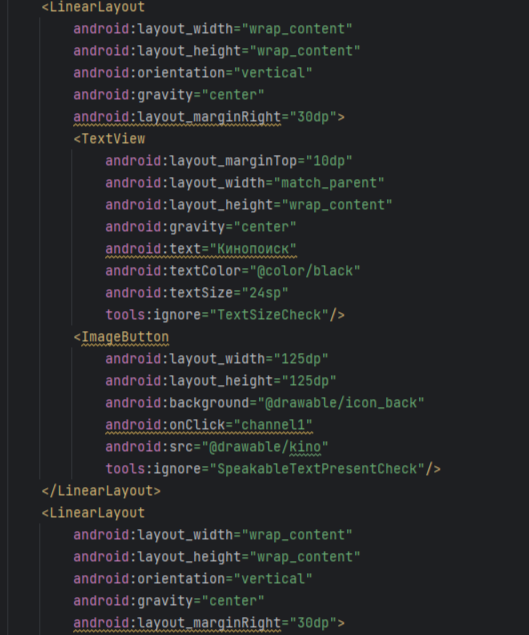 <LinearLayout
android:layout_width="wrap_content"
android:layout_height="wrap_content"
android:orientation="vertical"
android:gravity="center"
android:layout_marginRight="30dp">
<TextView
android:layout_marginTop="10dp"
android:layout_width="match_parent"
android:layout_height="wrap_content"
android:gravity="center"
android:text="Кинопоиск"
android:textColor="@color/black"
android:textSize="24sp"
tools:ignore="TextSizeCheck"/>
<ImageButton
android:layout_width="125dp"
android:layout_height="125dp"
android:background="@drawable/icon_back"
android:onClick="channel1"
android:src="@drawable/kino"
tools:ignore="SpeakableTextPresentCheck"/>
</LinearLayout>
<LinearLayout
android:layout_width="wrap_content"
android:layout_height="wrap_content"
android:orientation="vertical"
android:gravity="center"
android:layout_marginRight="30dp">